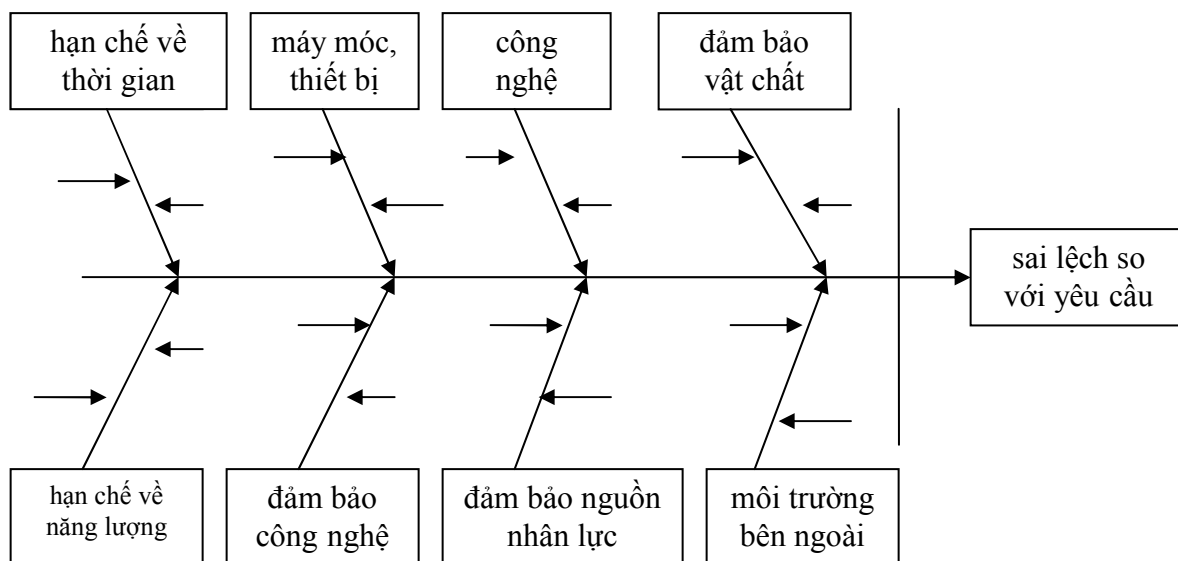 hạn chế về
thời gian
máy móc,
thiết bị
công
nghệ
đảm bảo
vật chất
sai lệch so
với yêu cầu
hạn chế về
năng lượng
đảm bảo
công nghệ
đảm bảo nguồn
nhân lực
môi trường
bên ngoài